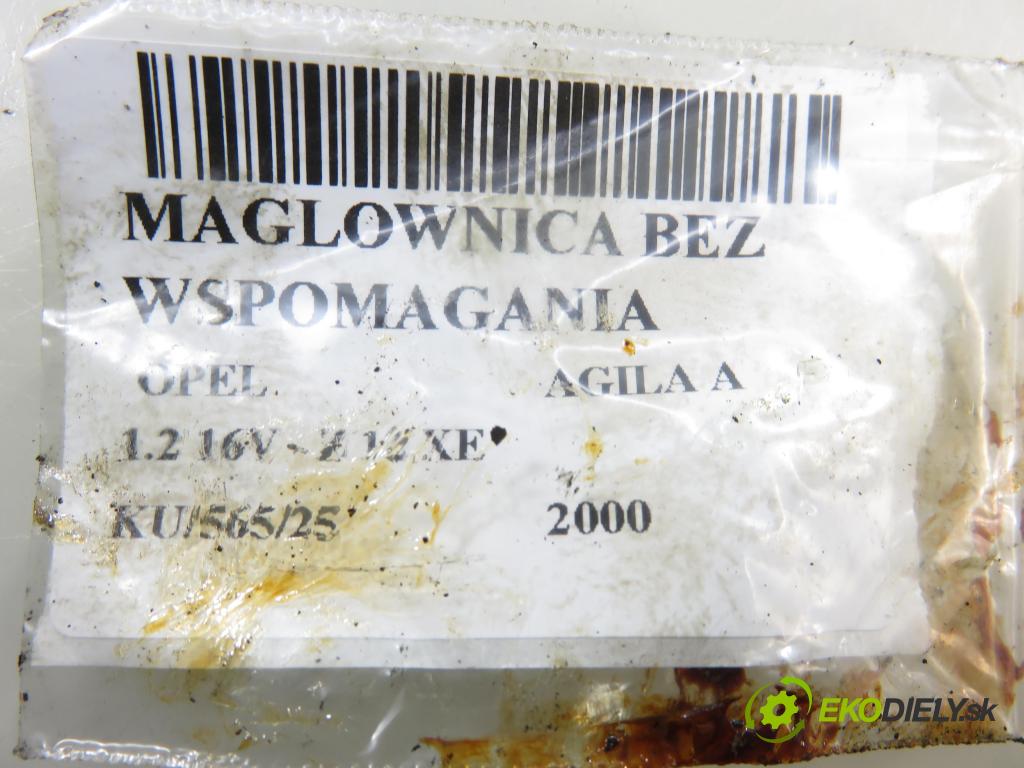 MAGLOWNICA BEZ
WSPOMAGANIA
OPEL AGILA A
1.2 16V - Z 12 XE
KU/565/25 2000
EKODIELY.sk